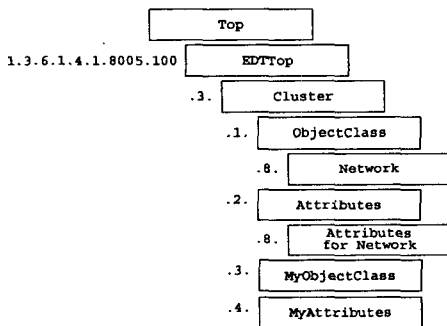 Top
1.3.6.1.4.1.8005.100 EDTTop
.3. Cluster
.1. ObjectClass
.8. Network
.2. Attributes
.8. Attributes
for Network
.3. MyObjectClass
.4. MyAttributes